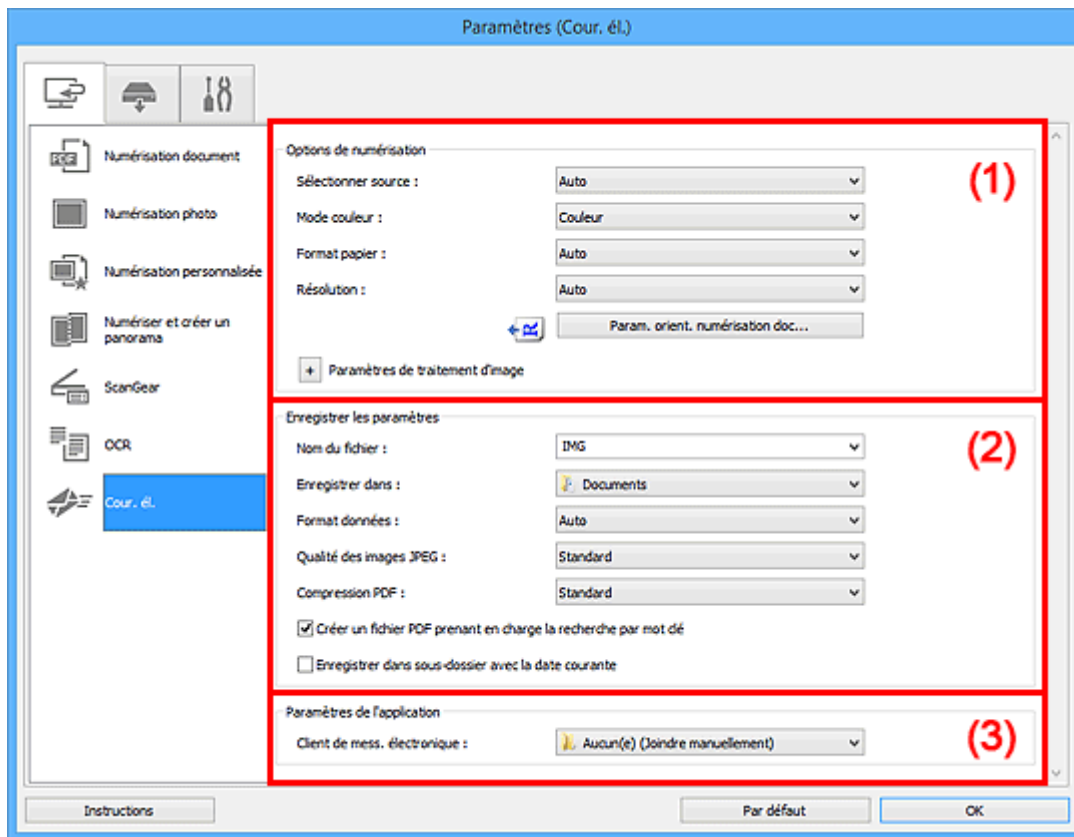 Paramètres (Cour. él.)
Numérisation document
Numérisation photo
Numérisation personnalisée
Numériser et créer un
panorama
ScanGear
OCR
Cour. él.
Options de numérisation
(1)
Sélectionner source : Auto
Mode couleur : Couleur
Format papier : Auto
Résolution : Auto
Param. orient. numérisation doc...
+ Paramètres de traitement d'image
Enregistrer les paramètres
(2)
Nom du fichier : IMG
Enregistrer dans : Documents
Format données : Auto
Qualité des images JPEG : Standard
Compression PDF : Standard
Créer un fichier PDF prenant en charge la recherche par mot clé
Enregistrer dans sous-dossier avec la date courante
Paramètres de l'application
(3)
Client de mess. électronique : Aucun(e) (Joindre manuellement)
Instructions Par défaut OK